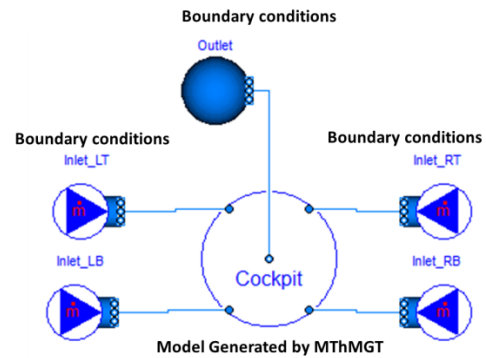 Boundary conditions
Outlet
Boundary conditions
Boundary conditions
Inlet_LT
Inlet_RT
ṁ
ṁ
Inlet_LB
Inlet_RB
Cockpit
ṁ
ṁ
Model Generated by MThMGT